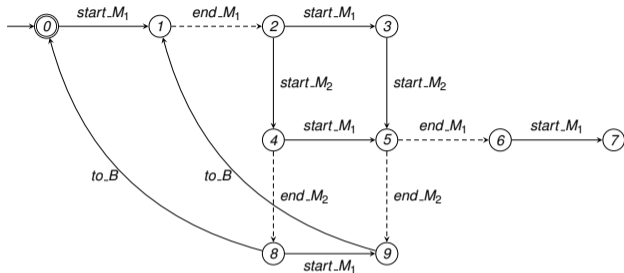 start_M1 end_M1 start_M1
0 1 2 3
start_M2 start_M2
start_M1 end_M1 start_M1
4 5 6 7
to_B to_B end_M2 end_M2
8 9
start_M1